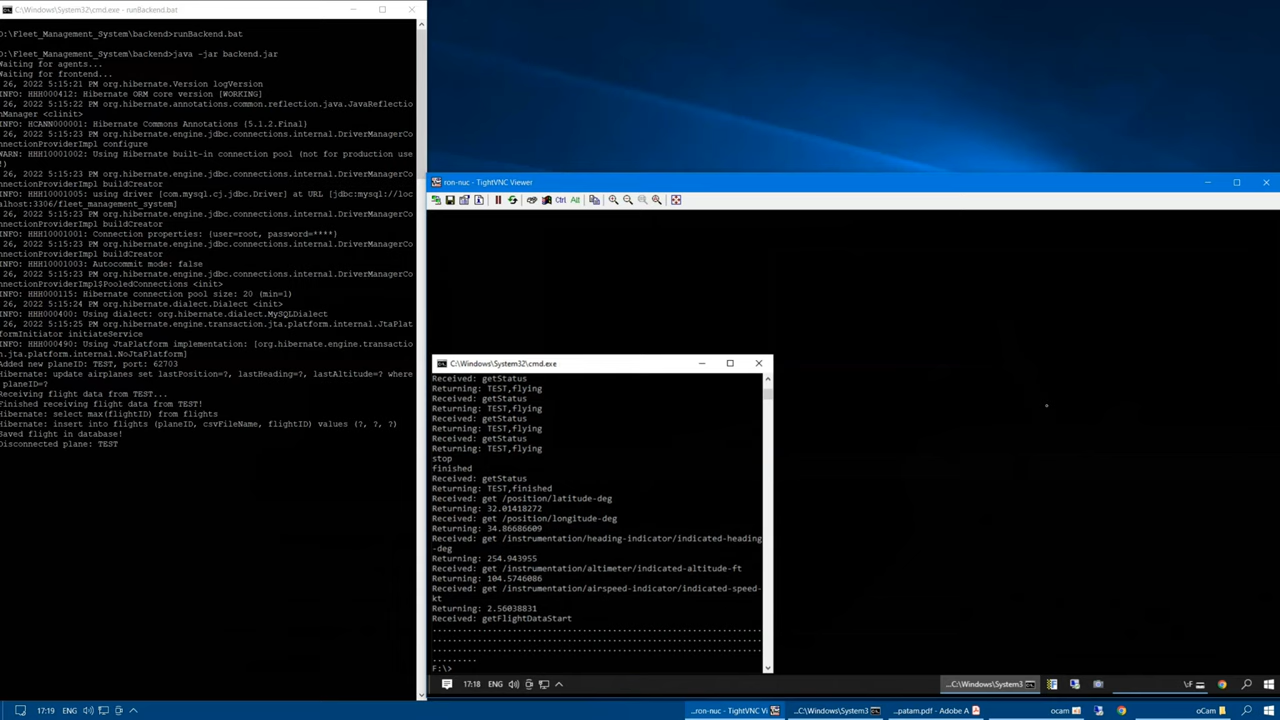 C:\Windows\System32\cmd.exe - runBackend.bat
D:\Fleet_Management_System\backend>runBackend.bat
D:\Fleet_Management_System\backend>java -jar backend.jar
Waiting for agents...
Waiting for frontend...
26, 2022 5:15:21 PM org.hibernate.Version logVersion
INFO: HHH000412: Hibernate ORM core version [WORKING]
26, 2022 5:15:22 PM org.hibernate.annotations.common.reflection.java.JavaReflectio
nManager <clinit>
INFO: HCANN000001: Hibernate Commons Annotations {5.1.2.Final}
26, 2022 5:15:23 PM org.hibernate.engine.jdbc.connections.internal.DriverManagerCo
nnectionProviderImpl configure
WARN: HHH10001002: Using Hibernate built-in connection pool (not for production use
!)
26, 2022 5:15:23 PM org.hibernate.engine.jdbc.connections.internal.DriverManagerCo
nnectionProviderImpl buildCreator
INFO: HHH10001005: using driver [com.mysql.cj.jdbc.Driver] at URL [jdbc:mysql://loc
alhost:3306/fleet_management_system]
26, 2022 5:15:23 PM org.hibernate.engine.jdbc.connections.internal.DriverManagerCo
nnectionProviderImpl buildCreator
INFO: HHH10001001: Connection properties: {user=root, password=****}
26, 2022 5:15:23 PM org.hibernate.engine.jdbc.connections.internal.DriverManagerCo
nnectionProviderImpl buildCreator
INFO: HHH10001003: Autocommit mode: false
26, 2022 5:15:23 PM org.hibernate.engine.jdbc.connections.internal.DriverManagerCo
nnectionProviderImpl$PooledConnections <init>
INFO: HHH000115: Hibernate connection pool size: 20 (min=1)
26, 2022 5:15:24 PM org.hibernate.dialect.Dialect <init>
INFO: HHH000400: Using dialect: org.hibernate.dialect.MySQLDialect
26, 2022 5:15:25 PM org.hibernate.engine.transaction.jta.platform.internal.JtaPlat
formInitiator initiateService
INFO: HHH000490: Using JtaPlatform implementation: [org.hibernate.engine.transactio
n.jta.platform.internal.NoJtaPlatform]
Added new planeID: TEST, port: 62703
Hibernate: update airplanes set lastPosition=?, lastHeading=?, lastAltitude=? where
planeID=?
Receiving flight data from TEST...
Finished receiving flight data from TEST!
Hibernate: select max(flightID) from flights
Hibernate: insert into flights (planeID, csvFileName, flightID) values (?, ?, ?)
Saved flight in database!
Disconnected plane: TEST
ron-nuc - TightVNC Viewer
Ctrl Alt
C:\Windows\System32\cmd.exe
Received: getStatus
Returning: TEST,flying
Received: getStatus
Returning: TEST,flying
Received: getStatus
Returning: TEST,flying
Received: getStatus
Returning: TEST,flying
stop
finished
Received: getStatus
Returning: TEST,finished
Received: get /position/latitude-deg
Returning: 32.01418272
Received: get /position/longitude-deg
Returning: 34.86686609
Received: get /instrumentation/heading-indicator/indicated-heading
-deg
Returning: 254.943955
Received: get /instrumentation/altimeter/indicated-altitude-ft
Returning: 104.5746086
Received: get /instrumentation/airspeed-indicator/indicated-speed-
kt
Returning: 2.56038831
Received: getFlightDataStart
F:\>
17:18 ENG
...C:\Windows\System3
17:19 ENG
...ron-nuc - TightVNC Vi
...C:\Windows\System3
...patam.pdf - Adobe A
ocam
oCam